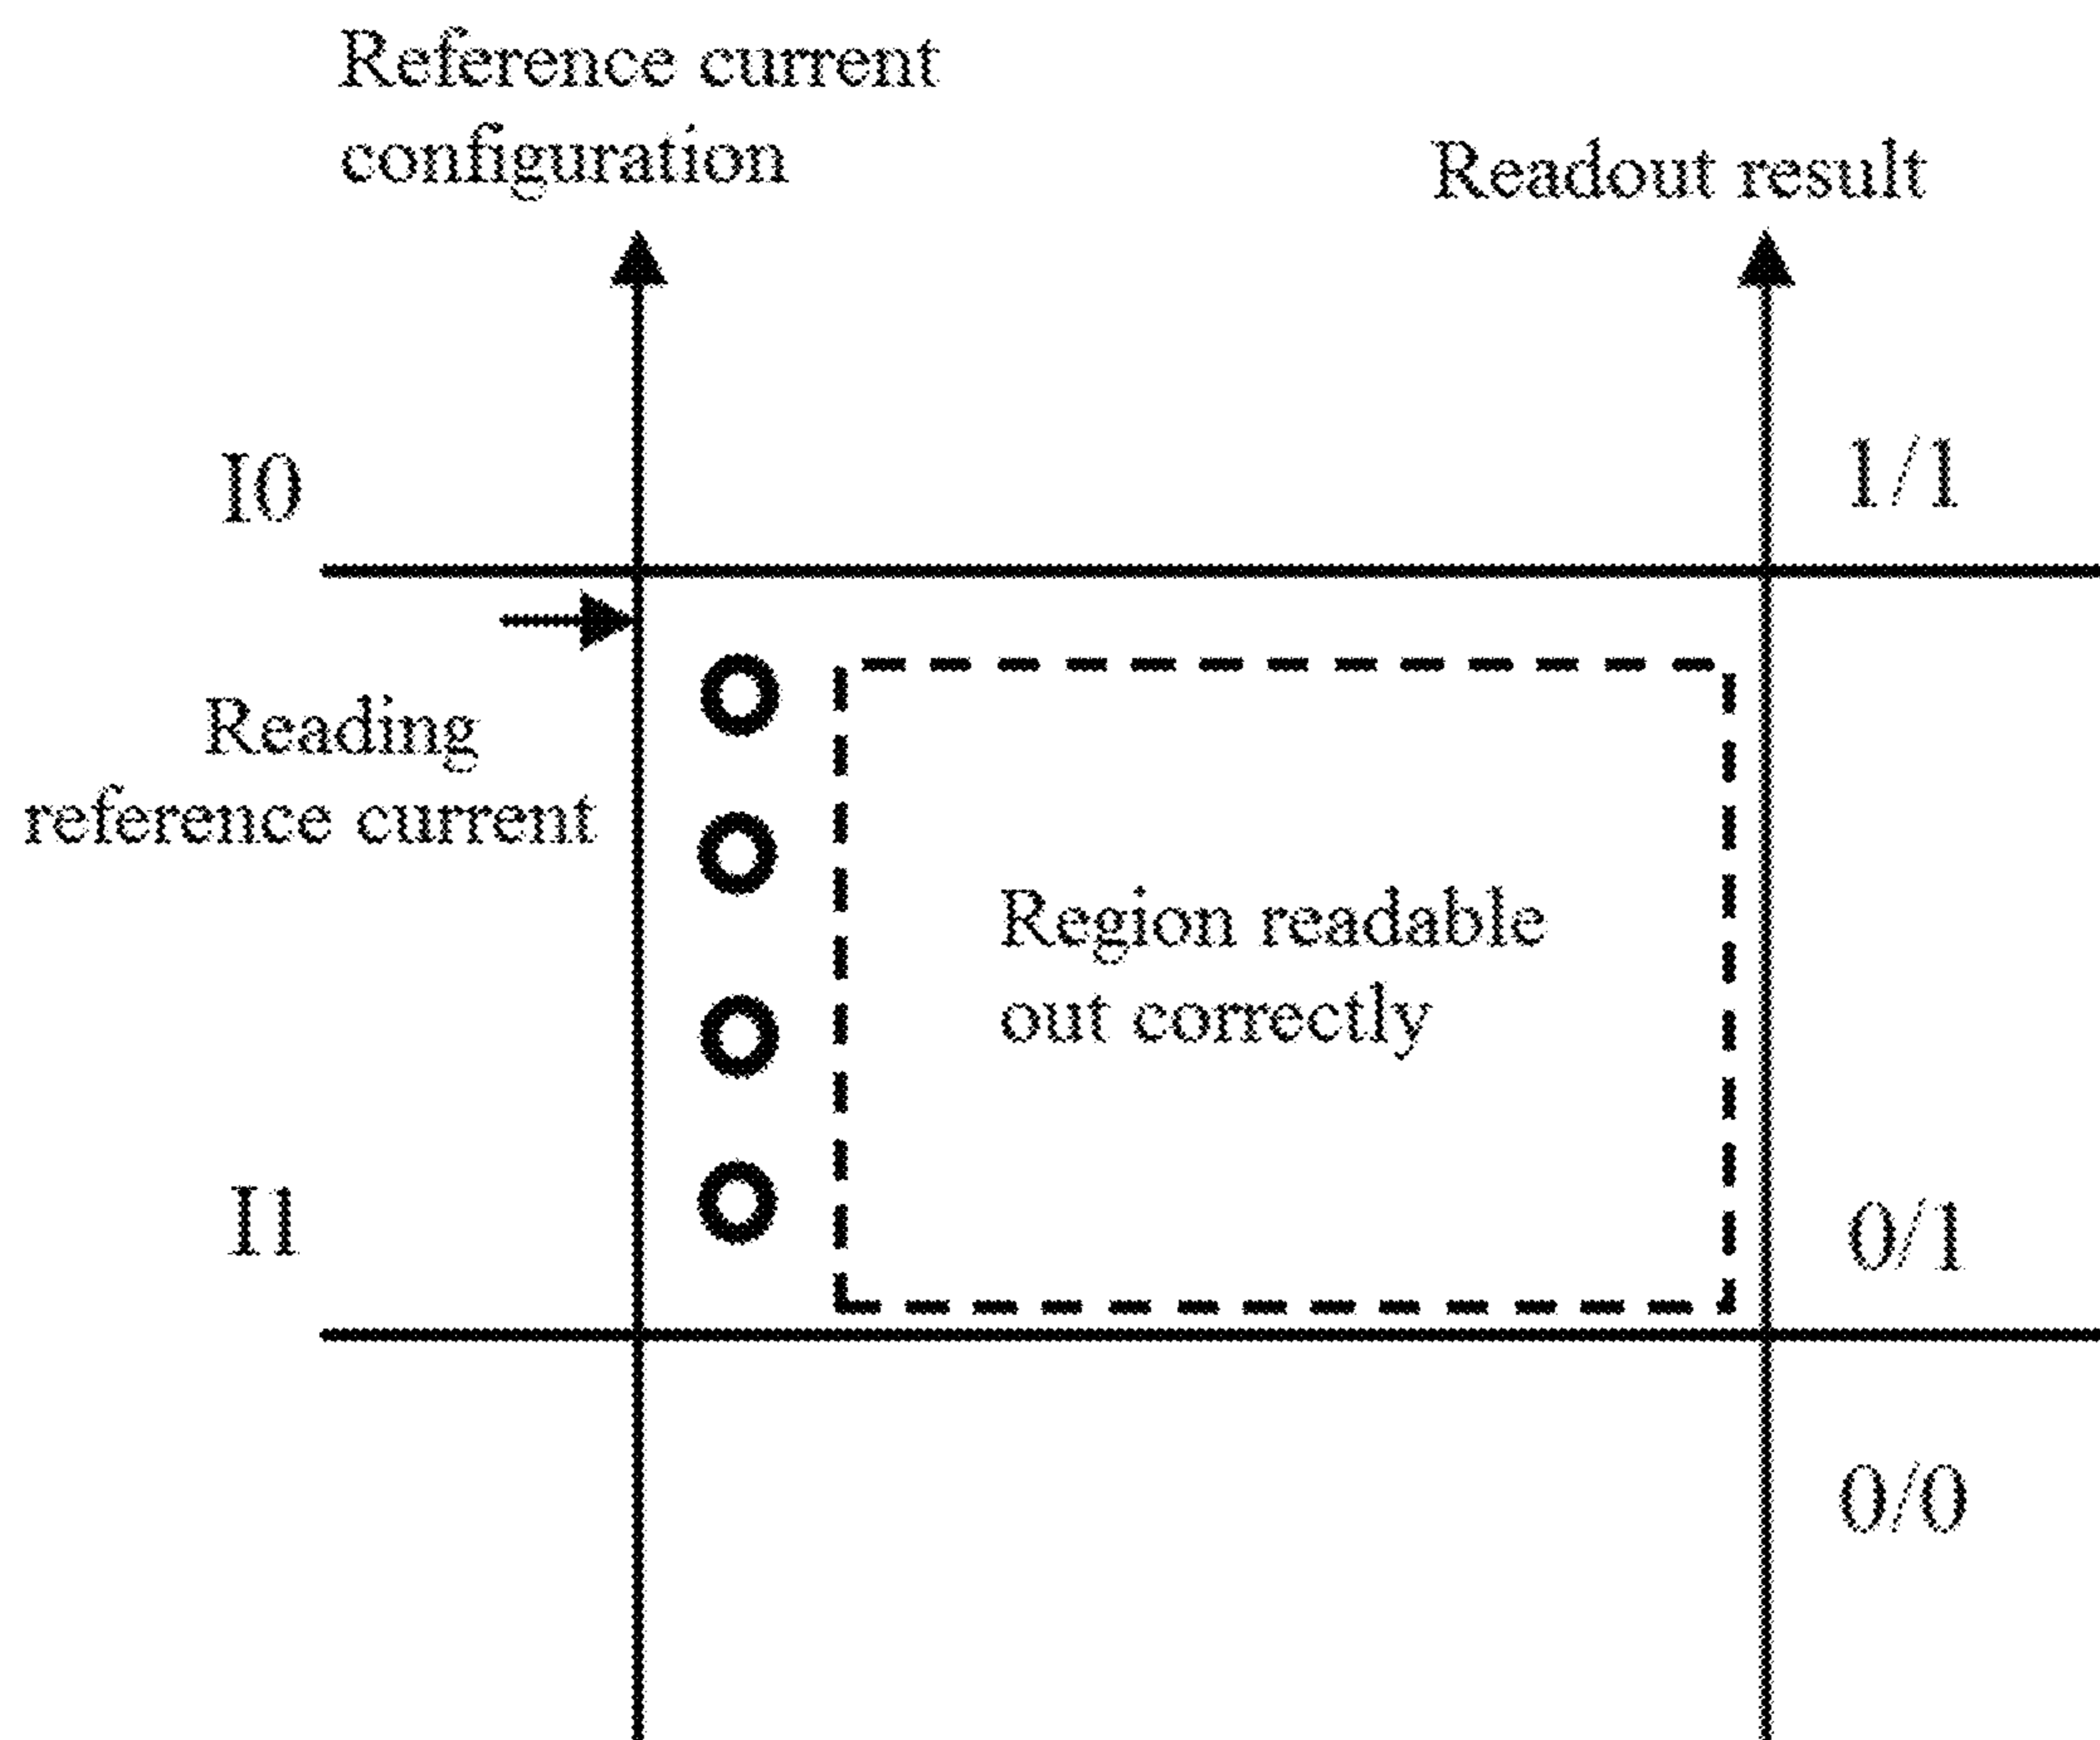 Reference current
configuration
Readout result
I0
1/1
Reading
reference current
Region readable
out correctly
I1
0/1
0/0